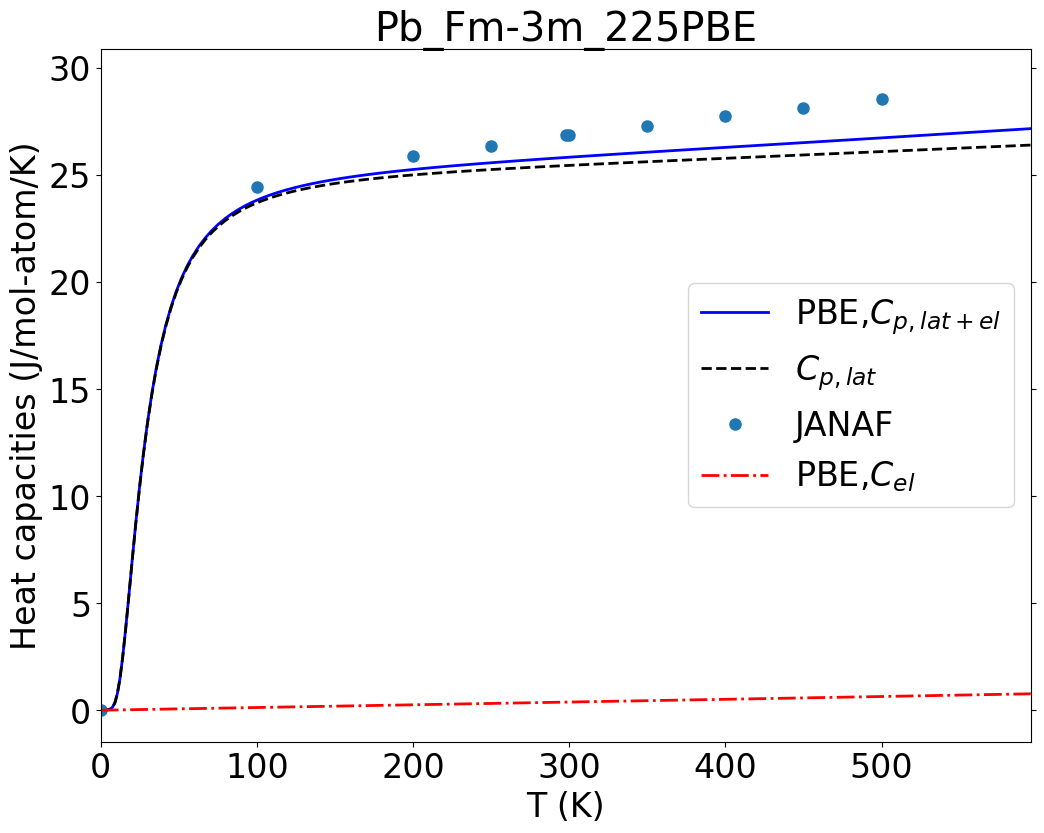 Pb_Fm-3m_225PBE
Heat capacities (J/mol-atom/K)
30
25
20
15
10
5
0
PBE,C_{p,lat+el}
C_{p,lat}
JANAF
PBE,C_{el}
0 100 200 300 400 500
T (K)